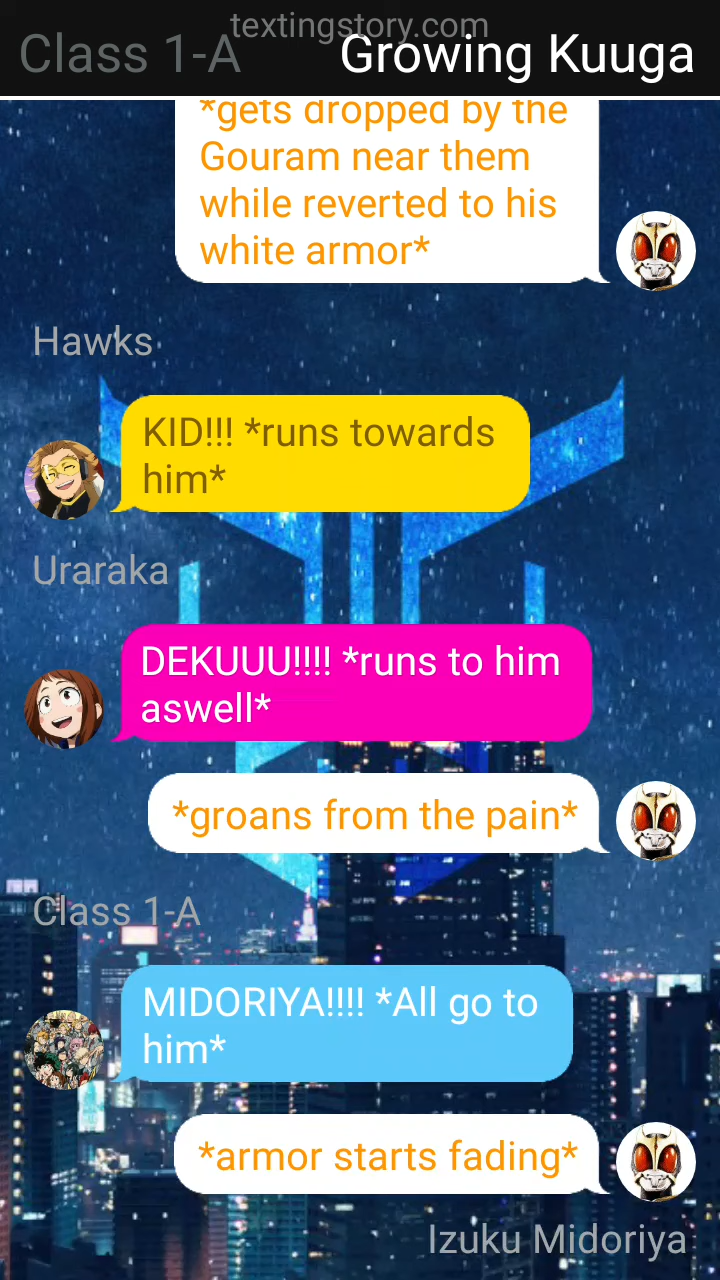 textingstory.com
Class 1-A
Growing Kuuga
*gets dropped by the
Gouram near them
while reverted to his
white armor*
Hawks
KID!!! *runs towards
him*
Uraraka
DEKUUU!!!! *runs to him
aswell*
*groans from the pain*
Class 1-A
MIDORIYA!!!! *All go to
him*
*armor starts fading*
Izuku Midoriya